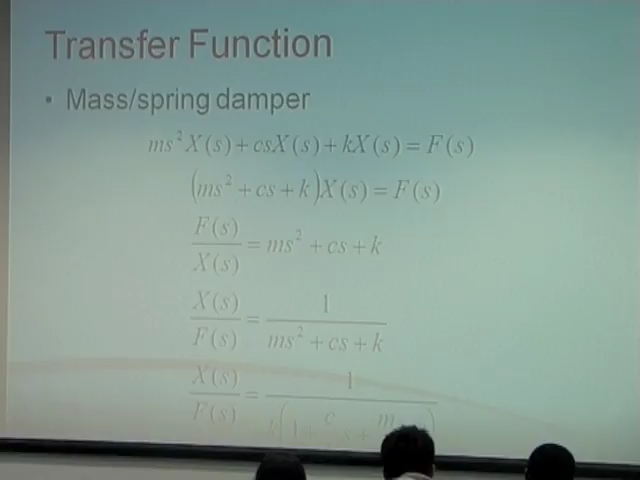 Transfer Function
• Mass/spring damper
ms²X(s)+csX(s)+kX(s)=F(s)
(ms²+cs+k)X(s)=F(s)
F(s)/X(s)=ms²+cs+k
X(s)/F(s)=1/(ms²+cs+k)
X(s)/F(s)=1